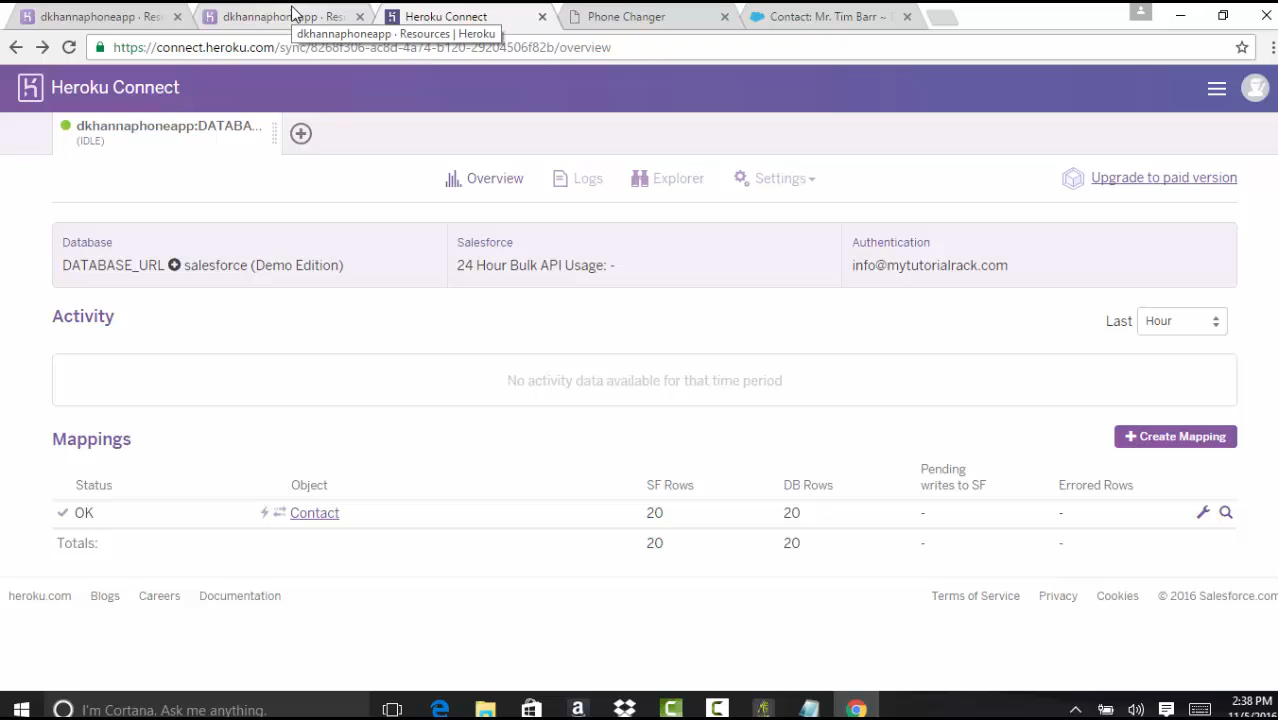 dkhannaphoneapp · Res
dkhannaphoneapp · Res
Heroku Connect
Phone Changer
Contact: Mr. Tim Barr ~
dkhannaphoneapp · Resources | Heroku
https://connect.heroku.com/sync/8268f306-ac8d-4a74-b120-29204506f82b/overview
Heroku Connect
dkhannaphoneapp:DATABA...
(IDLE)
Overview
Logs
Explorer
Settings
Upgrade to paid version
Database
Salesforce
Authentication
DATABASE_URL salesforce (Demo Edition)
24 Hour Bulk API Usage: -
info@mytutorialrack.com
Activity
Last Hour
No activity data available for that time period
Mappings
Create Mapping
Status Object SF Rows DB Rows Pending writes to SF Errored Rows
OK Contact 20 20 - -
Totals: 20 20 - -
heroku.com Blogs Careers Documentation
Terms of Service Privacy Cookies © 2016 Salesforce.com
I'm Cortana. Ask me anything.
2:38 PM
11/5/2016